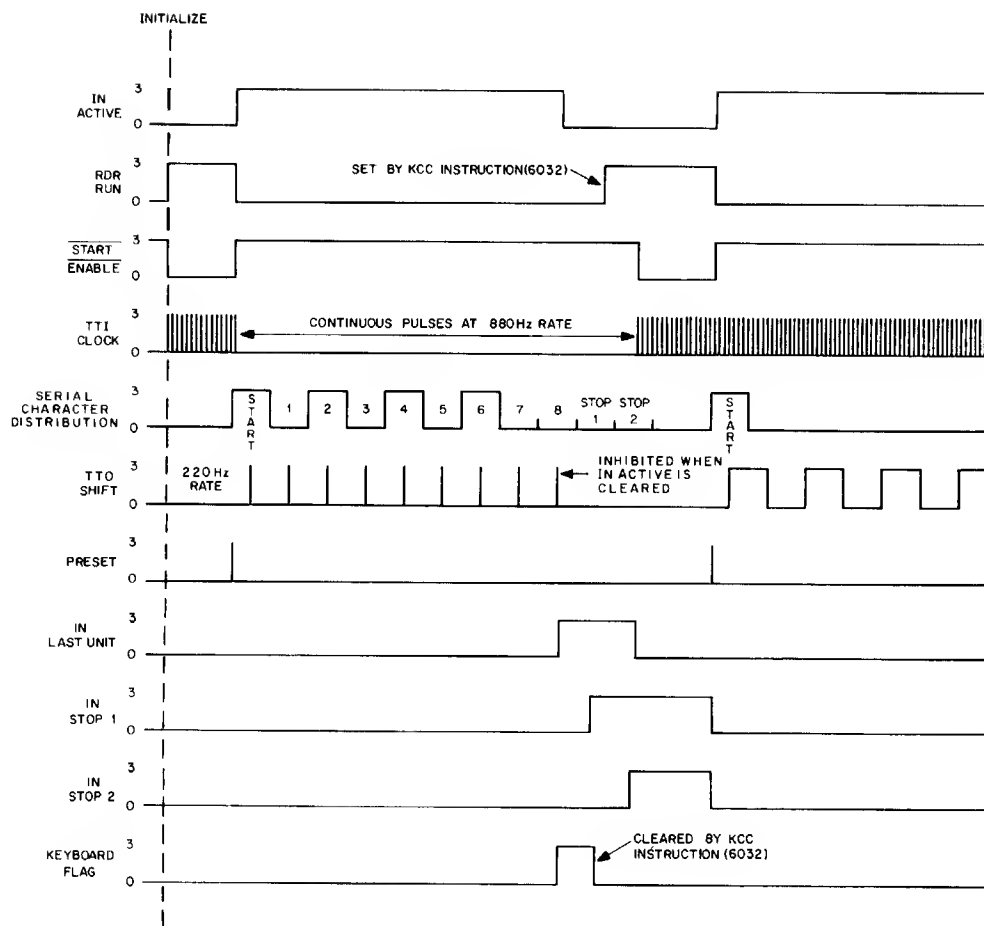 INITIALIZE
IN
ACTIVE
3
0
RDR
RUN
3
0
SET BY KCC INSTRUCTION(6032)
START
ENABLE
3
0
TTI
CLOCK
3
0
CONTINUOUS PULSES AT 880Hz RATE
SERIAL
CHARACTER
DISTRIBUTION
3
0
START
1
2
3
4
5
6
7
8
STOP STOP
1 2
START
TTO
SHIFT
3
0
220Hz
RATE
INHIBITED WHEN
IN ACTIVE IS
CLEARED
PRESET
3
0
IN
LAST UNIT
3
0
IN
STOP 1
3
0
IN
STOP 2
3
0
KEYBOARD
FLAG
3
0
CLEARED BY KCC
INSTRUCTION (6032)